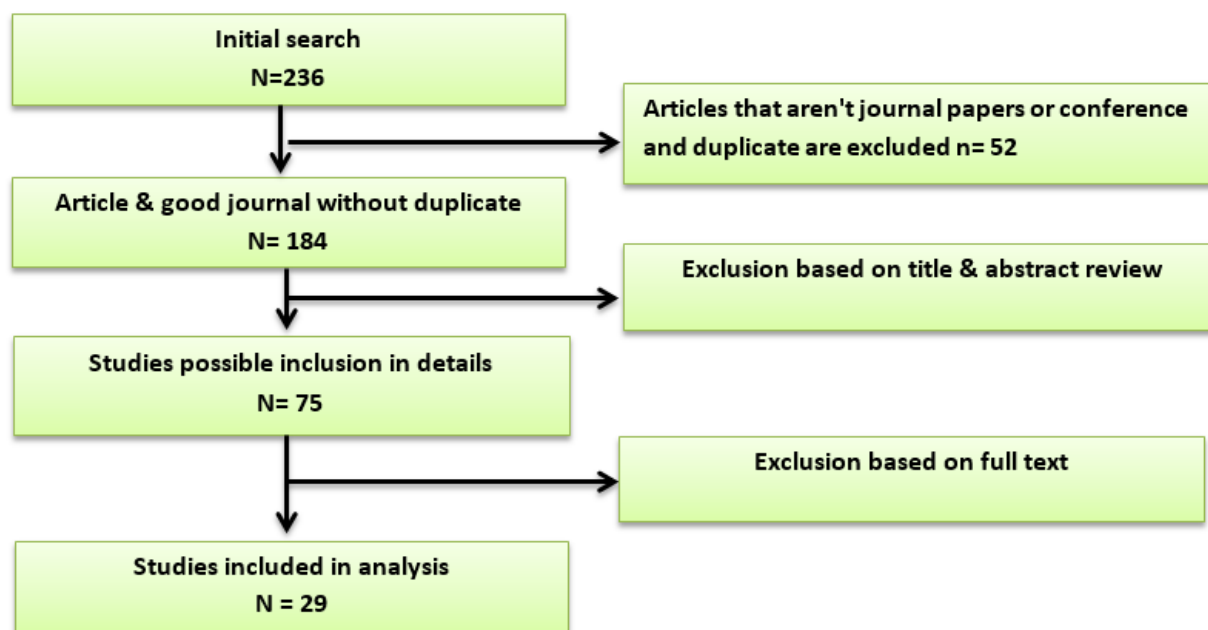 Initial search
N=236
Articles that aren't journal papers or conference
and duplicate are excluded n= 52
Article & good journal without duplicate
N= 184
Exclusion based on title & abstract review
Studies possible inclusion in details
N= 75
Exclusion based on full text
Studies included in analysis
N = 29